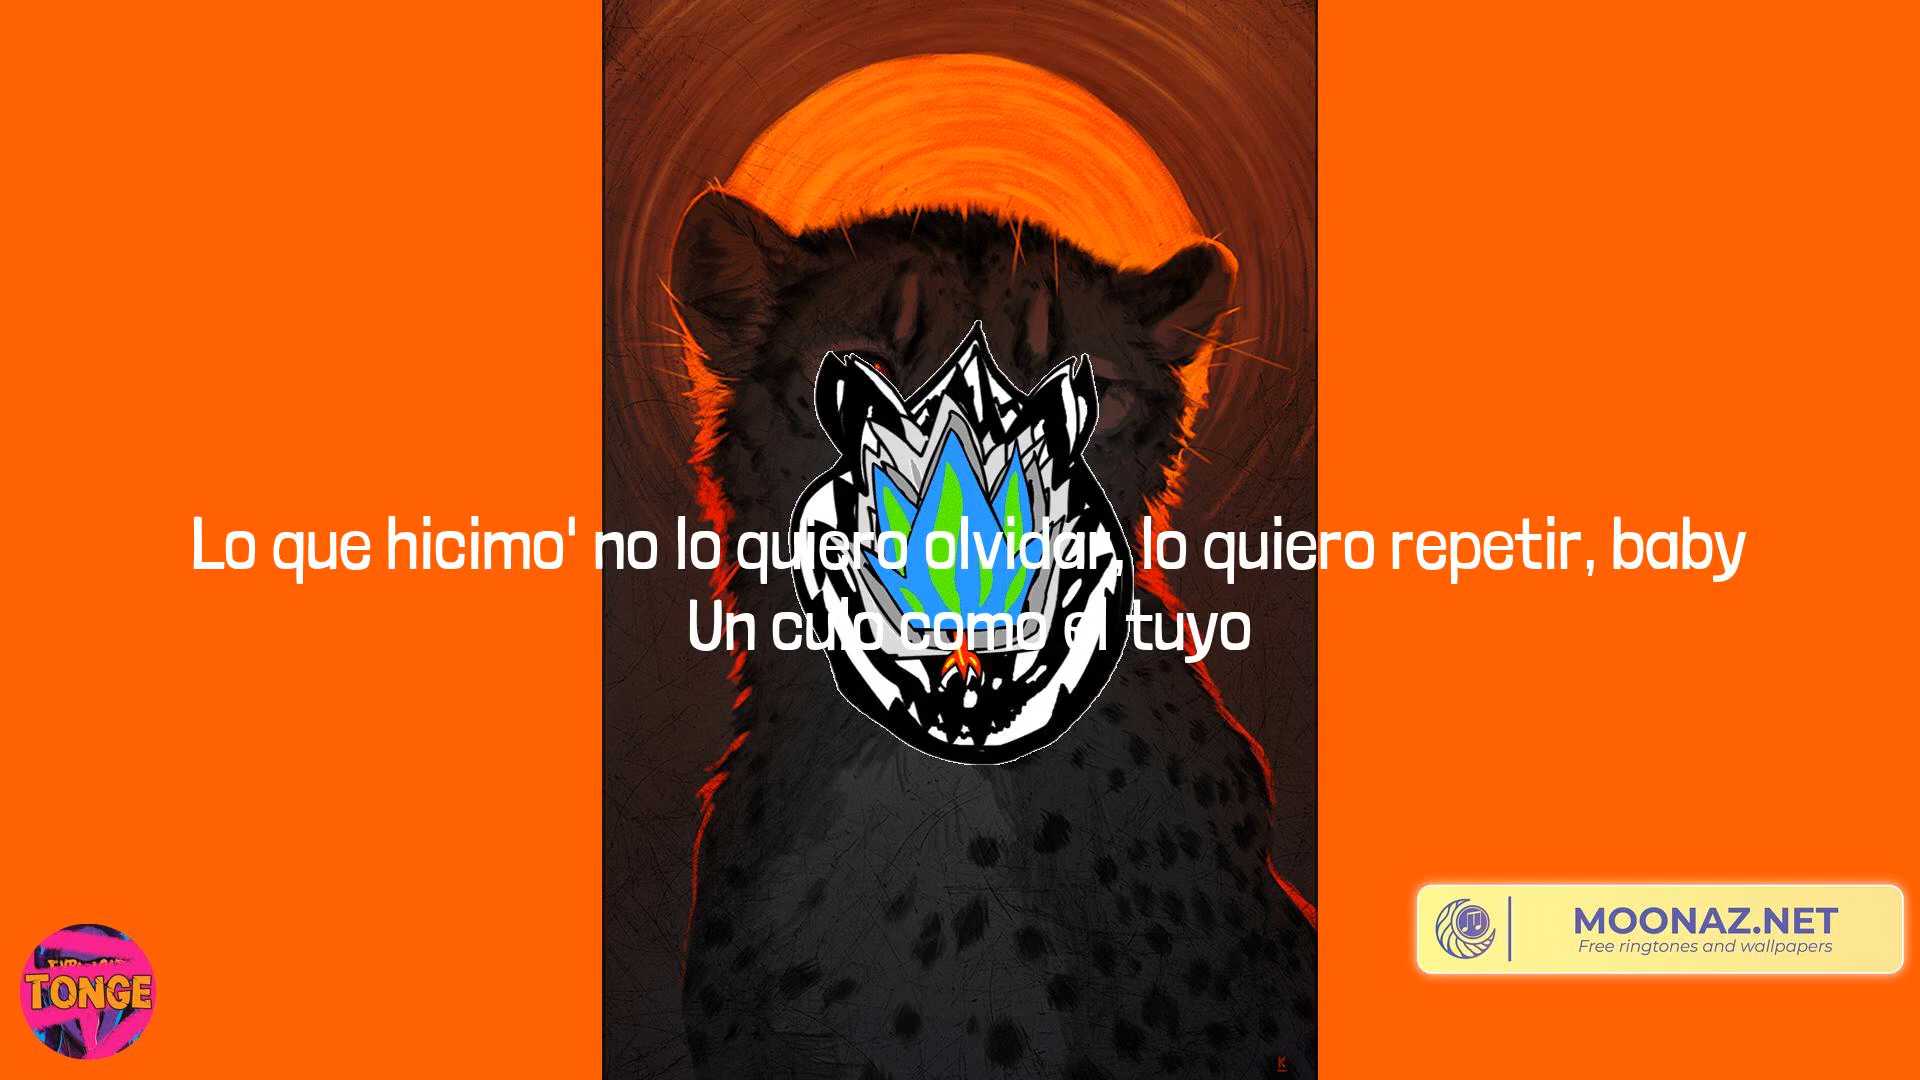 Lo que hicimo' no lo quiero olvidar, lo quiero repetir, baby
Un culo como el tuyo
TONGE
MOONAZ.NET
Free ringtones and wallpapers
K